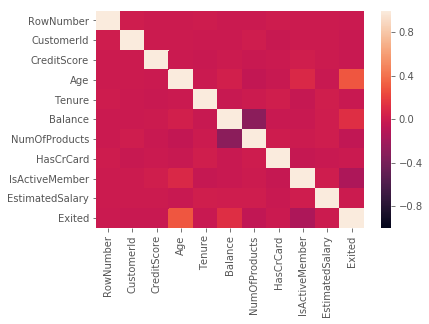 RowNumber
CustomerId
CreditScore
Age
Tenure
Balance
NumOfProducts
HasCrCard
IsActiveMember
EstimatedSalary
Exited
RowNumber
CustomerId
CreditScore
Age
Tenure
Balance
NumOfProducts
HasCrCard
IsActiveMember
EstimatedSalary
Exited
0.8
0.4
0.0
−0.4
−0.8